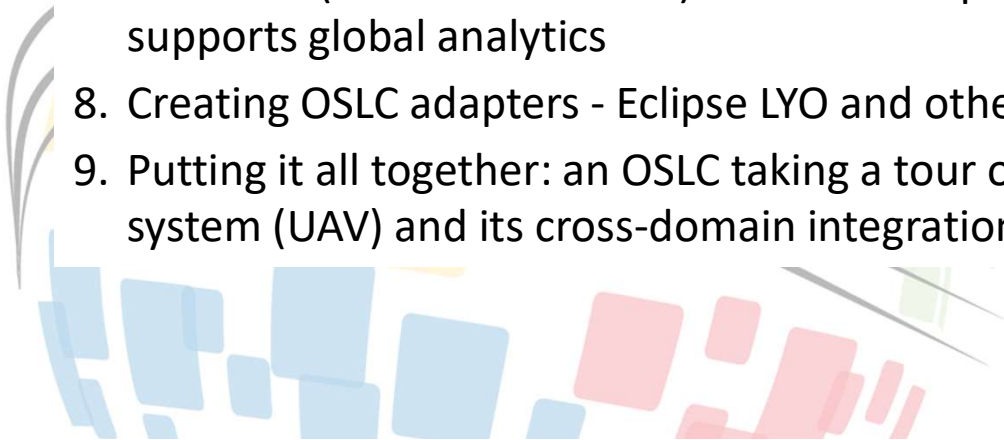 supports global analytics
8. Creating OSLC adapters - Eclipse LYO and othe
9. Putting it all together: an OSLC taking a tour o
system (UAV) and its cross-domain integration